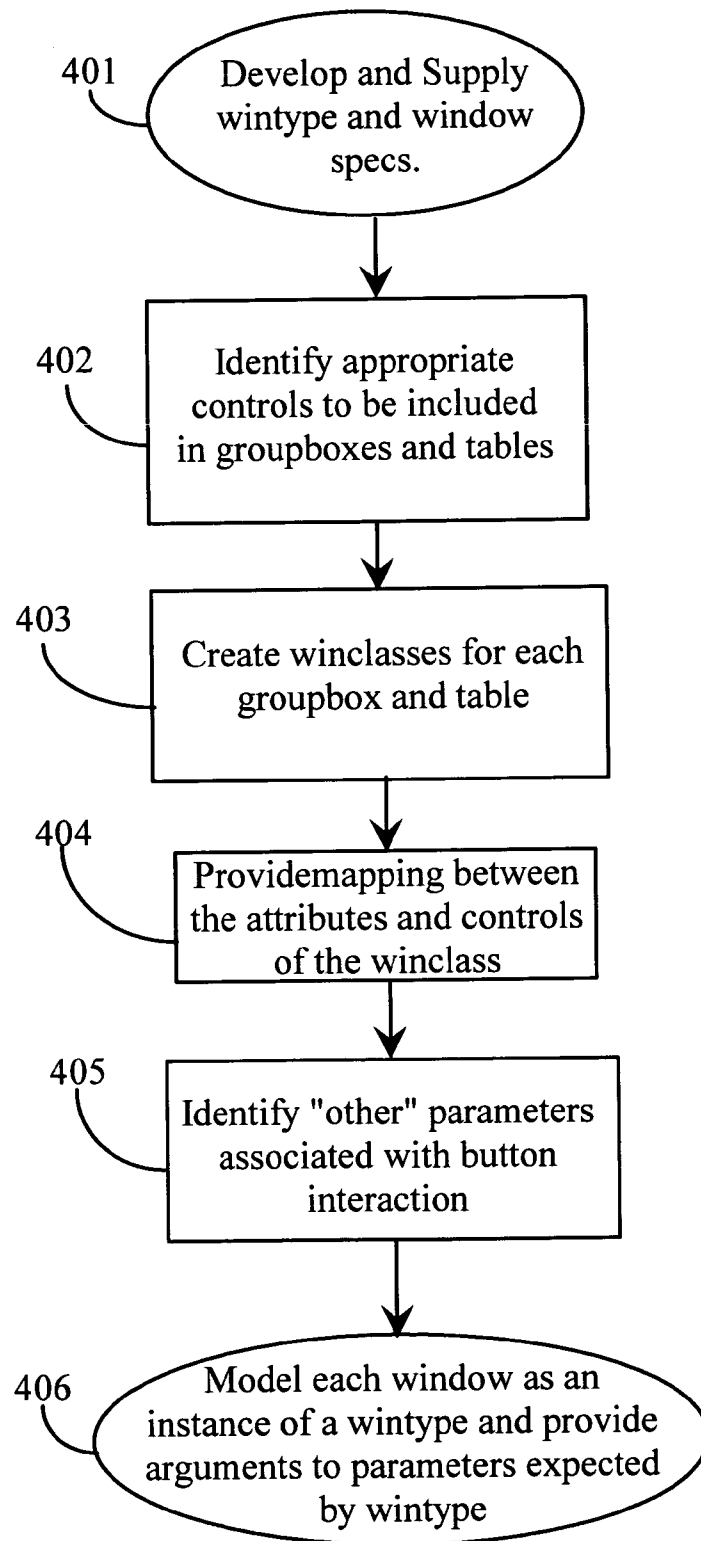 401
Develop and Supply
wintype and window
specs.
402
Identify appropriate
controls to be included
in groupboxes and tables
403
Create winclasses for each
groupbox and table
404
Providemapping between
the attributes and controls
of the winclass
405
Identify "other" parameters
associated with button
interaction
406
Model each window as an
instance of a wintype and provide
arguments to parameters expected
by wintype